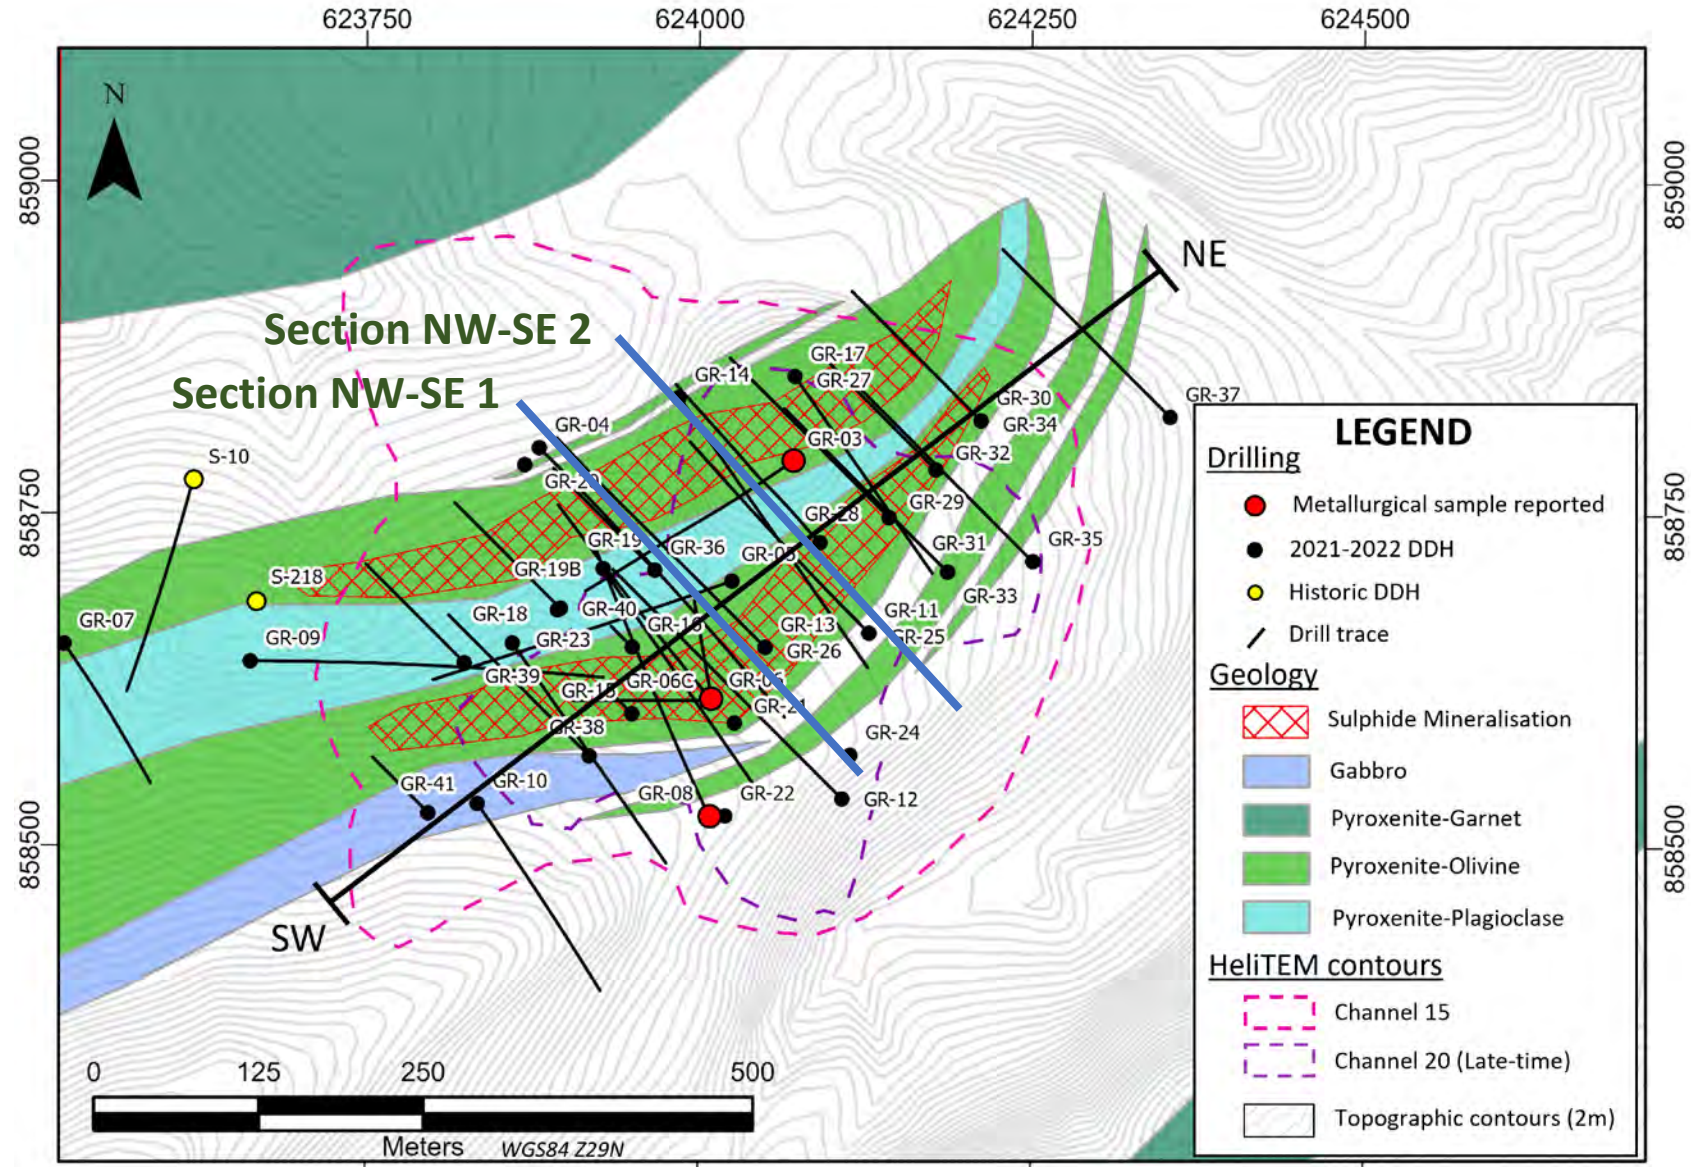 623750
624000
624250
624500
859000
859000
858750
858750
858500
858500
N
NE
SW
Section NW-SE 2
Section NW-SE 1
S-10
S-218
GR-07
GR-09
GR-04
GR-20
GR-14
GR-17
GR-27
GR-03
GR-30
GR-34
GR-37
GR-32
GR-29
GR-28
GR-35
GR-31
GR-33
GR-19
GR-36
GR-05
GR-19B
GR-18
GR-40
GR-23
GR-16
GR-13
GR-26
GR-11
GR-25
GR-39
GR-15
GR-06C
GR-06
GR-21
GR-38
GR-24
GR-41
GR-10
GR-08
GR-22
GR-12
LEGEND
Drilling
Metallurgical sample reported
2021-2022 DDH
Historic DDH
Drill trace
Geology
Sulphide Mineralisation
Gabbro
Pyroxenite-Garnet
Pyroxenite-Olivine
Pyroxenite-Plagioclase
HeliTEM contours
Channel 15
Channel 20 (Late-time)
Topographic contours (2m)
0 125 250 500
Meters WGS84 Z29N